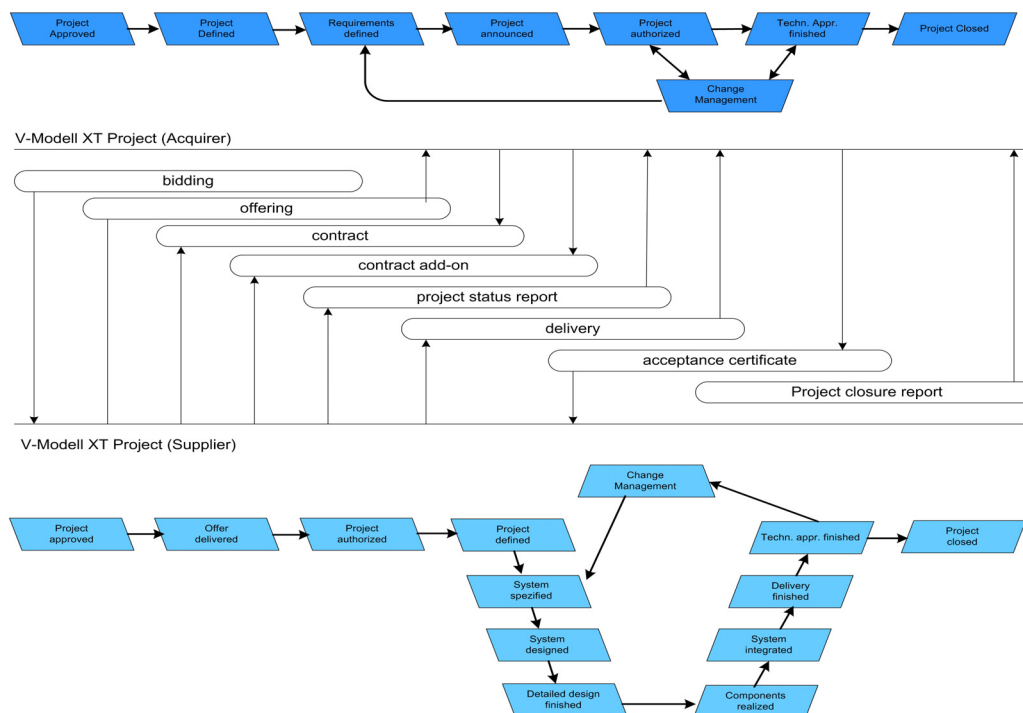 Project
Approved
Project
Defined
Requirements
defined
Project
announced
Project
authorized
Techn. Appr.
finished
Project Closed
Change
Management
V-Modell XT Project (Acquirer)
bidding
offering
contract
contract add-on
project status report
delivery
acceptance certificate
Project closure report
V-Modell XT Project (Supplier)
Change
Management
Project
approved
Offer
delivered
Project
authorized
Project
defined
Techn. appr. finished
Project
closed
System
spezified
Delivery
finished
System
designed
System
integrated
Detailed design
finished
Components
realized